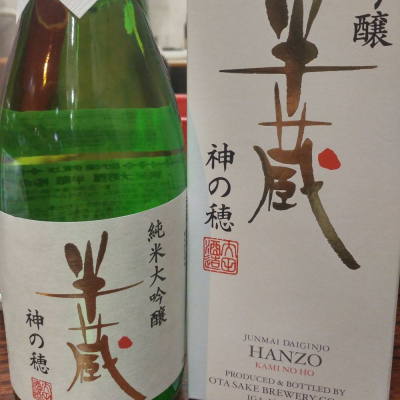 純米大吟醸
半蔵
神の穂
醸
半蔵
神の穂
JUNMAI DAIGINJO
HANZO
KAMI NO HO
PRODUCED & BOTTLED BY
OTA SAKE BREWERY CO